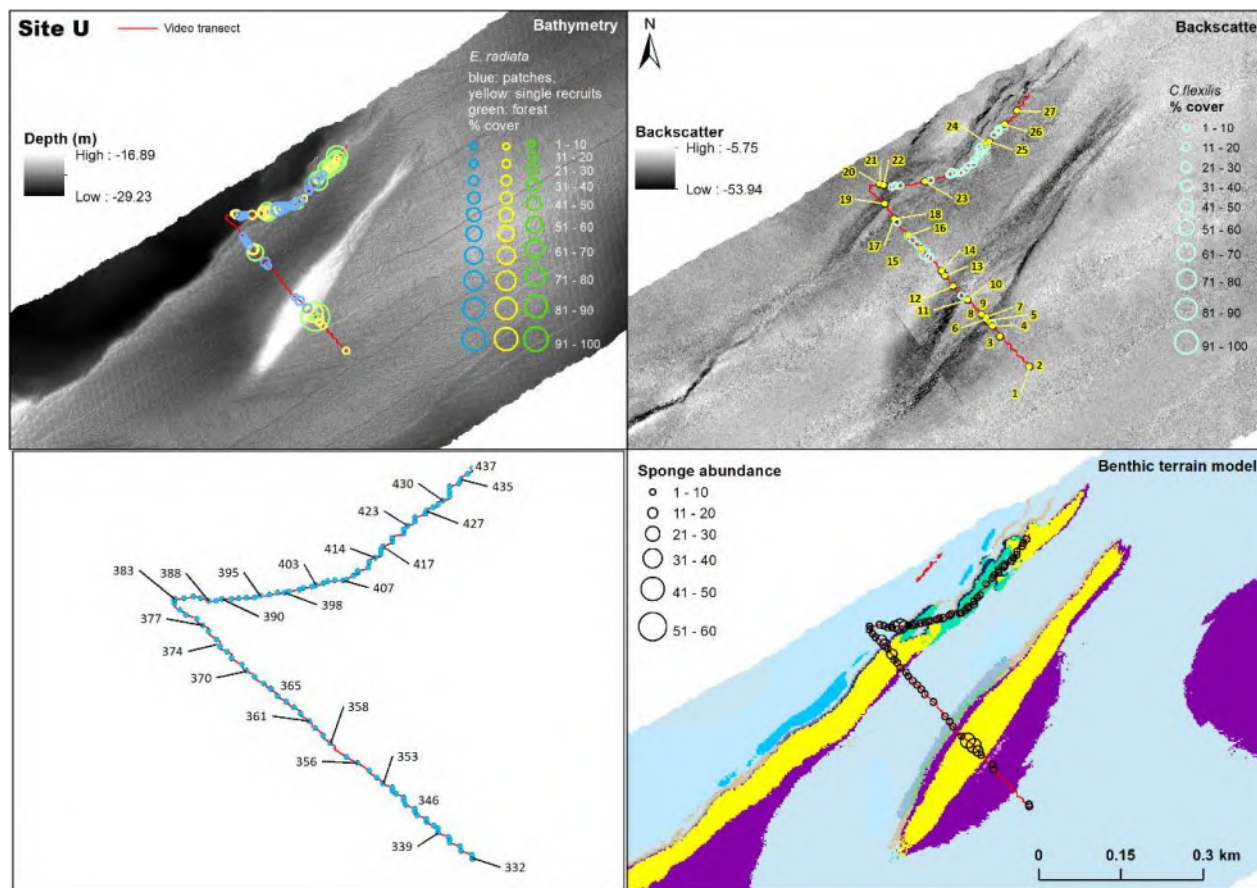 Site U
Video transect
Bathymetry
E. radiata
blue: patches,
yellow: single recruits
green: forest
% cover
1 - 10
11 - 20
21 - 30
31 - 40
41 - 50
51 - 60
61 - 70
71 - 80
81 - 90
91 - 100
Depth (m)
High : -16.89
Low : -29.23
N
Backscatte
C.flexilis
% cover
1 - 10
11 - 20
21 - 30
31 - 40
41 - 50
51 - 60
61 - 70
71 - 80
81 - 90
91 - 100
Backscatter
High : -5.75
Low : -53.94
27
24
26
25
21
22
20
23
19
18
16
17
14
15
13
12
10
11
9
7
8
5
6
4
3
2
1
437
430
435
423
427
414
417
403
407
395
398
388
390
383
377
374
370
365
361
358
356
353
346
339
332
Sponge abundance
1 - 10
11 - 20
21 - 30
31 - 40
41 - 50
51 - 60
Benthic terrain model
0 0.15 0.3 km